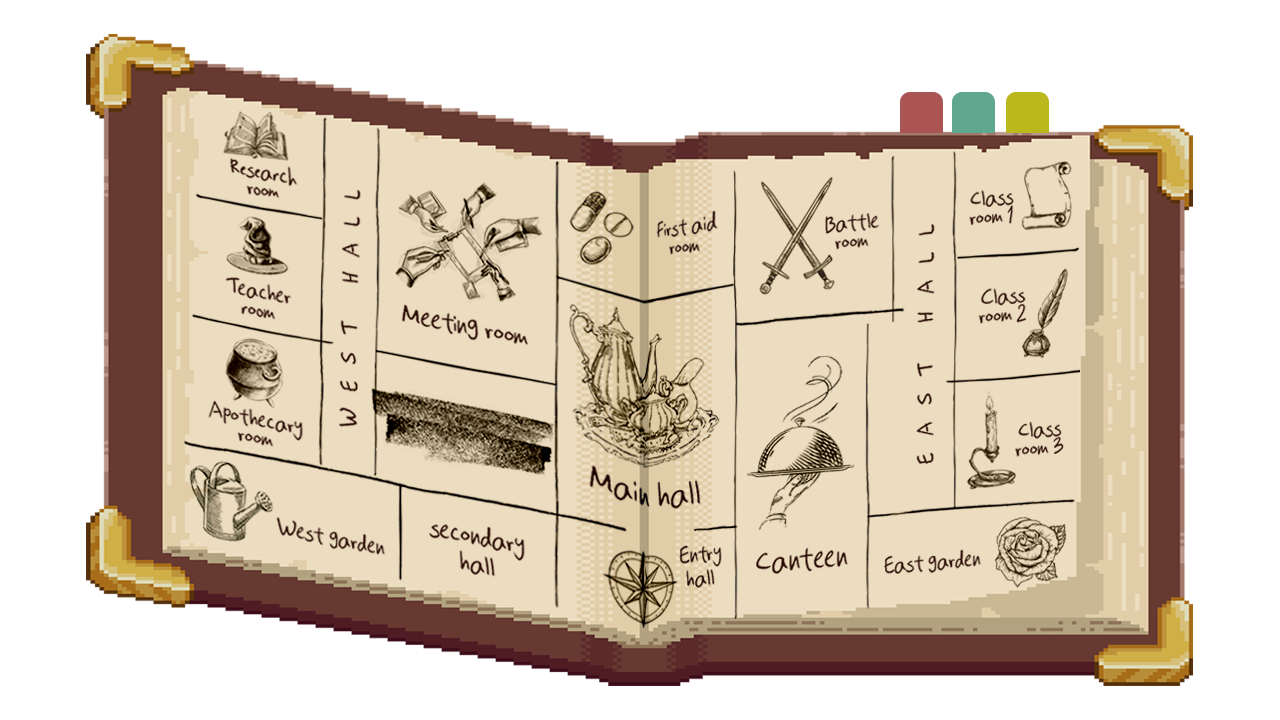 Research
room
Teacher
room
Apothecary
room
WEST HALL
Meeting room
West garden
secondary
hall
First aid
room
Main hall
Entry
hall
Battle
room
Canteen
EAST HALL
Class
room 1
Class
room 2
Class
room 3
East garden